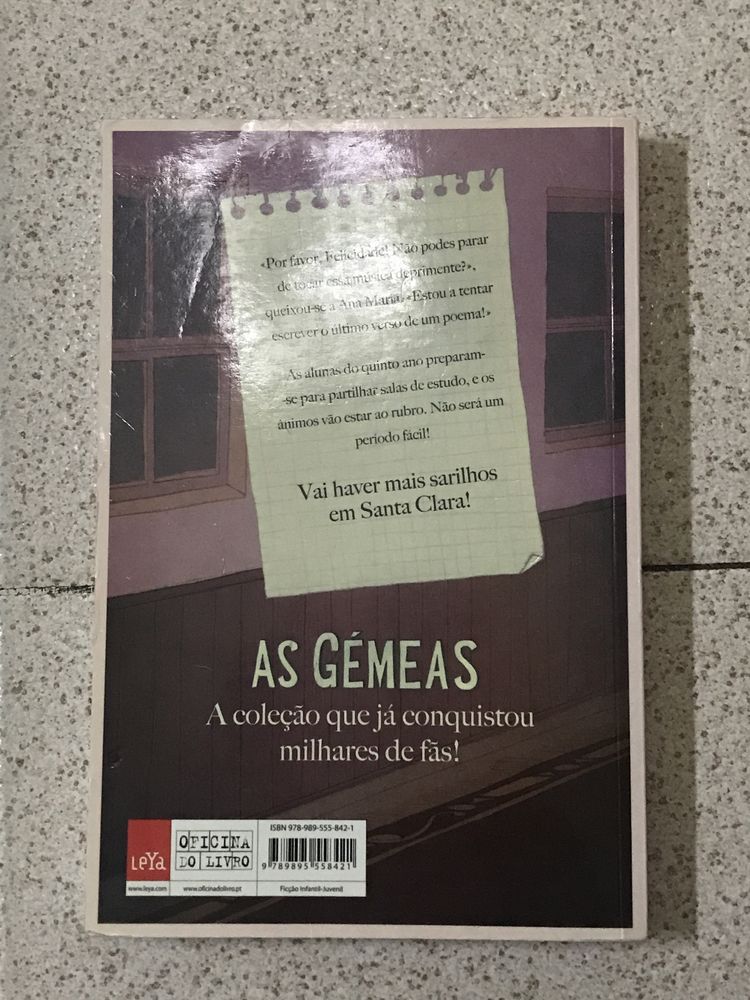 «Por favor, Felicidade! Não podes parar
de tocar essa música deprimente?»,
queixou-se a Ana Maria. «Estou a tentar
escrever o último verso de um poema!»
As alunas do quinto ano preparam-
-se para partilhar salas de estudo, e os
ânimos vão estar ao rubro. Não será um
período fácil!
Vai haver mais sarilhos
em Santa Clara!
AS GÉMEAS
A coleção que já conquistou
milhares de fãs!
ISBN 978-989-555-842-1
LeYa
OFICINA
DO LIVRO
9 789895 558421
www.leya.com
www.oficinadolivro.pt
Ficção Infantil-Juvenil